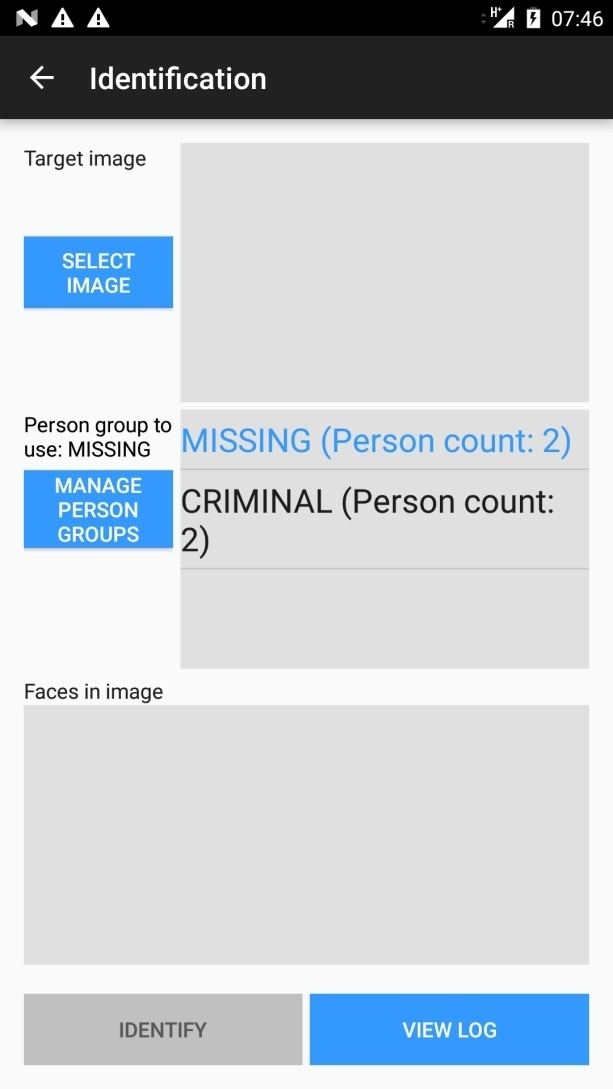 H+
R
07:46
Identification
Target image
SELECT
IMAGE
Person group to
use: MISSING
MANAGE
PERSON
GROUPS
MISSING (Person count: 2)
CRIMINAL (Person count:
2)
Faces in image
IDENTIFY
VIEW LOG